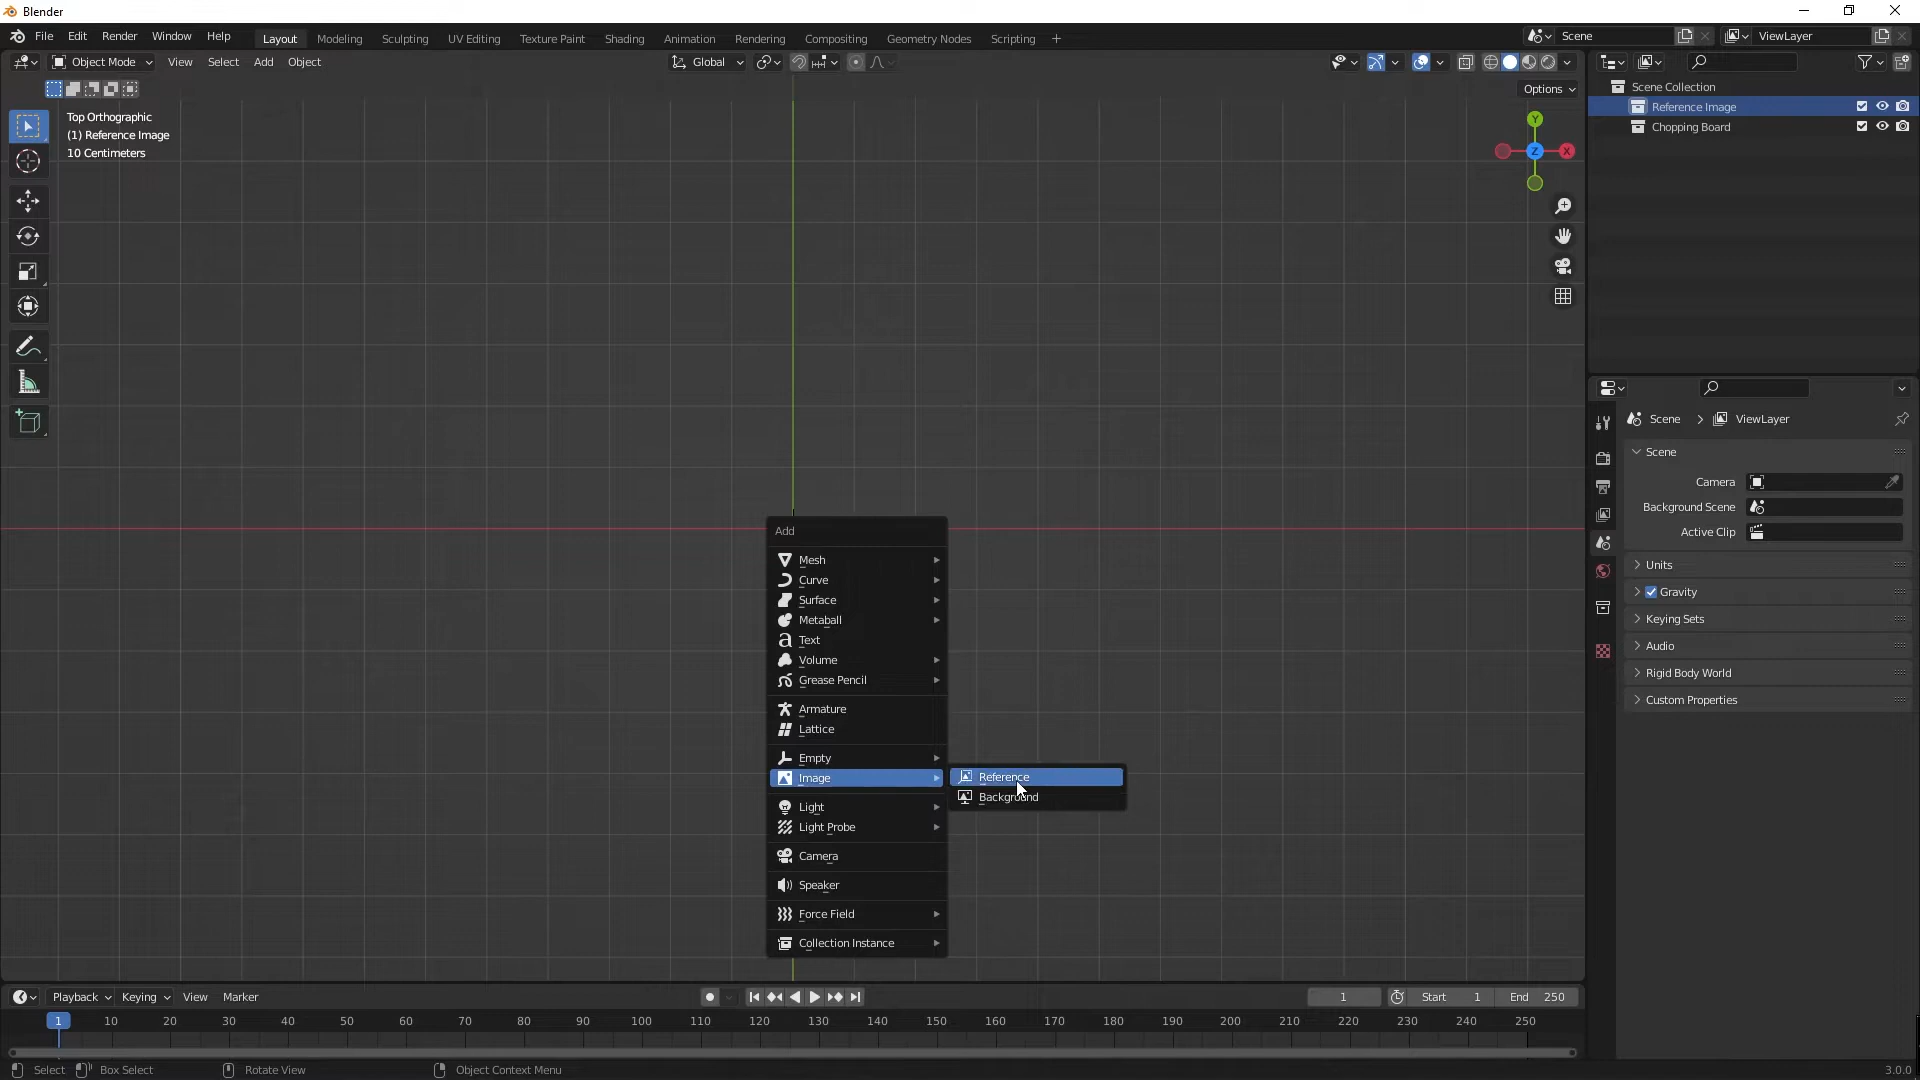 Blender
File Edit Render Window Help
Layout Modeling Sculpting UV Editing Texture Paint Shading Animation Rendering Compositing Geometry Nodes Scripting +
Scene ViewLayer
Object Mode View Select Add Object
Global
Options
Top Orthographic
(1) Reference Image
10 Centimeters
Y
Z X
Scene Collection
Reference Image
Chopping Board
Scene > ViewLayer
Scene
Camera
Background Scene
Active Clip
Units
Gravity
Keying Sets
Audio
Rigid Body World
Custom Properties
Add
Mesh
Curve
Surface
Metaball
Text
Volume
Grease Pencil
Armature
Lattice
Empty
Image
Reference
Background
Light
Light Probe
Camera
Speaker
Force Field
Collection Instance
Playback Keying View Marker
1 Start 1 End 250
1 10 20 30 40 50 60 70 80 90 100 110 120 130 140 150 160 170 180 190 200 210 220 230 240 250
Select Box Select Rotate View Object Context Menu 3.0.0